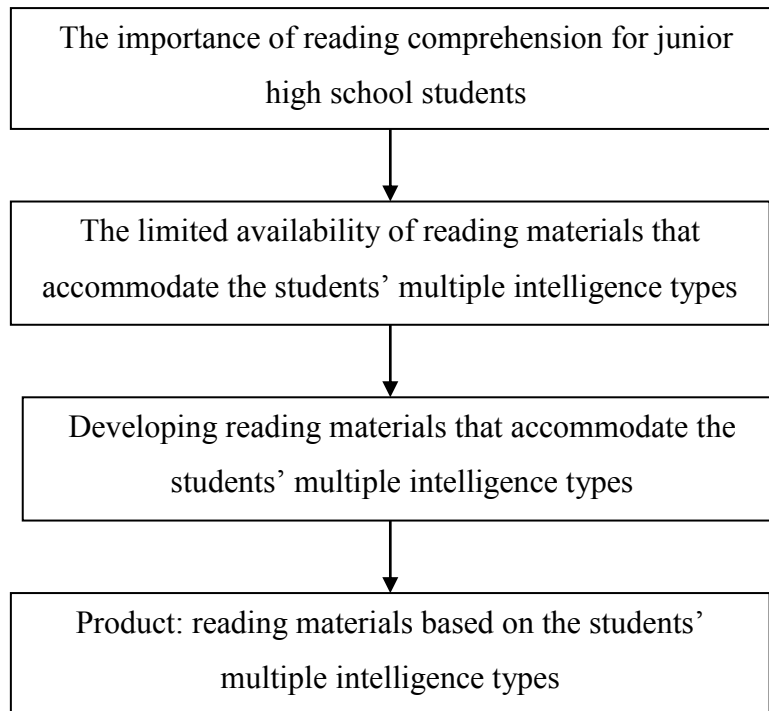 The importance of reading comprehension for junior
high school students
The limited availability of reading materials that
accommodate the students’ multiple intelligence types
Developing reading materials that accommodate the
students’ multiple intelligence types
Product: reading materials based on the students’
multiple intelligence types